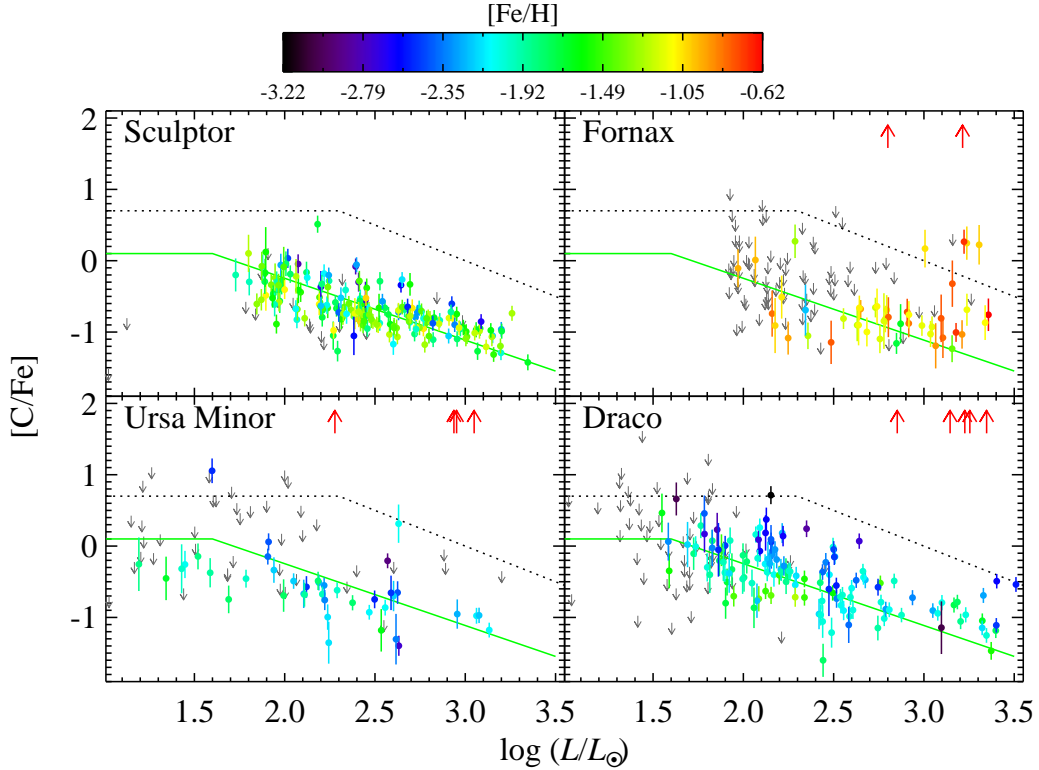 [Fe/H]
-3.22 -2.79 -2.35 -1.92 -1.49 -1.05 -0.62
Sculptor
Fornax
2
1
0
-1
Ursa Minor
Draco
2
1
0
-1
[C/Fe]
1.5 2.0 2.5 3.0 3.5
1.5 2.0 2.5 3.0 3.5
log (L/L☉)